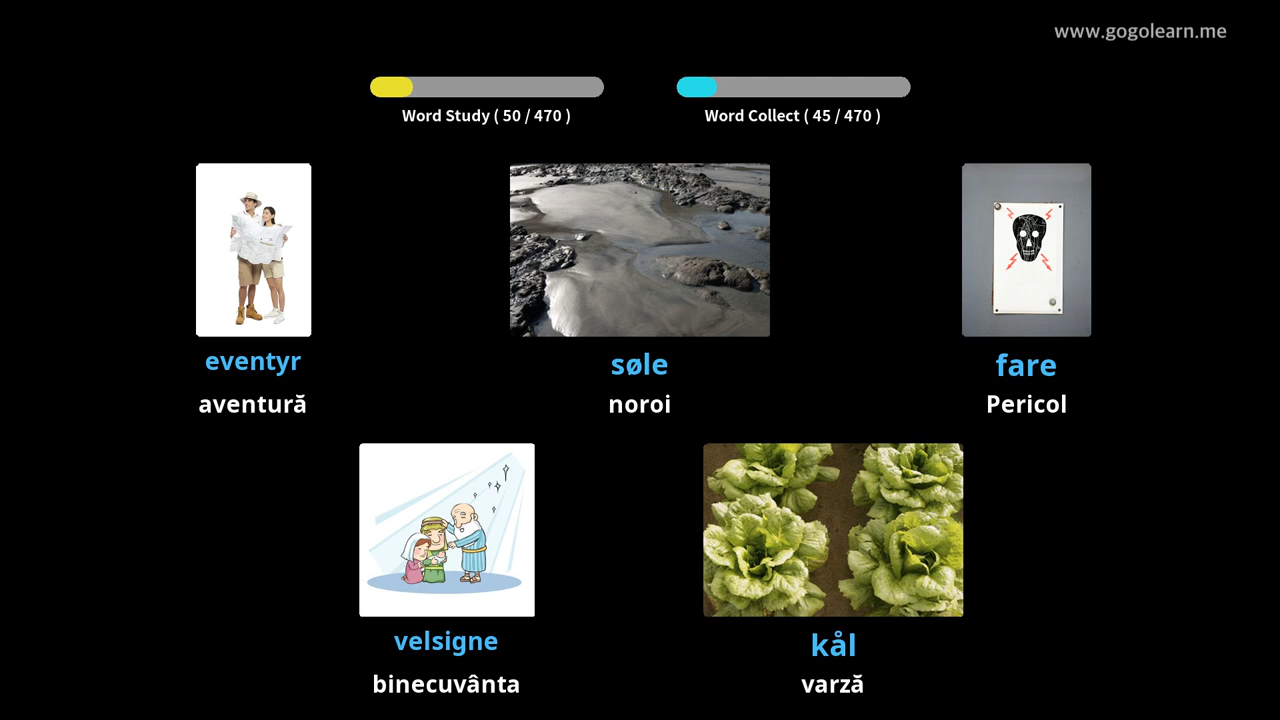 www.gogolearn.me
Word Study ( 50 / 470 )
Word Collect ( 45 / 470 )
eventyr
aventură
søle
noroi
fare
Pericol
velsigne
binecuvânta
kål
varză